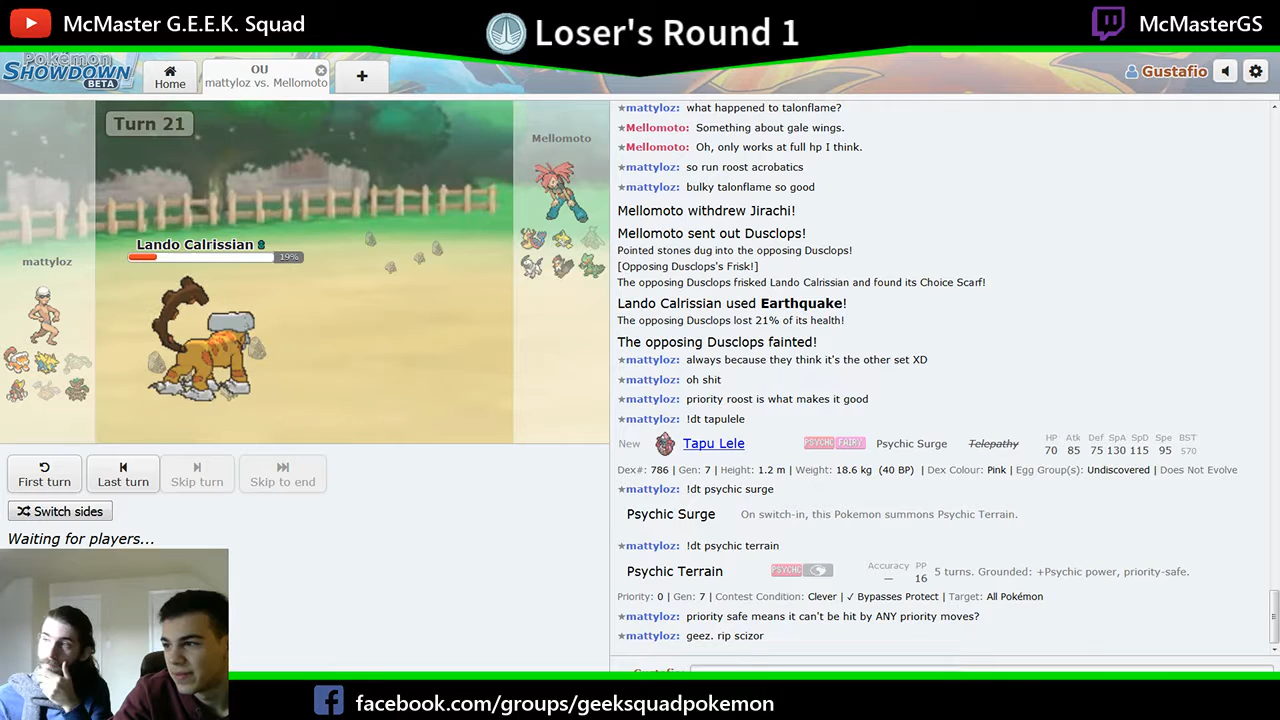 McMaster G.E.E.K. Squad
Loser's Round 1
McMasterGS
Pokémon
SHOWDOWN
BETA
Home
OU
mattyloz vs. Mellomoto
+
Gustafio
Turn 21
mattyloz
Lando Calrissian
19%
Mellomoto
First turn
Last turn
Skip turn
Skip to end
Switch sides
Waiting for players...
★mattyloz: what happened to talonflame?
★Mellomoto: Something about gale wings.
★Mellomoto: Oh, only works at full hp I think.
★mattyloz: so run roost acrobatics
★mattyloz: bulky talonflame so good
Mellomoto withdrew Jirachi!
Mellomoto sent out Dusclops!
Pointed stones dug into the opposing Dusclops!
[Opposing Dusclops's Frisk!]
The opposing Dusclops frisked Lando Calrissian and found its Choice Scarf!
Lando Calrissian used Earthquake!
The opposing Dusclops lost 21% of its health!
The opposing Dusclops fainted!
★mattyloz: always because they think it's the other set XD
★mattyloz: oh shit
★mattyloz: priority roost is what makes it good
★mattyloz: !dt tapulele
New Tapu Lele PSYCHC FAIRY Psychic Surge Telepathy HP 70 Atk 85 Def 75 SpA 130 SpD 115 Spe 95 BST 570
Dex#: 786 | Gen: 7 | Height: 1.2 m | Weight: 18.6 kg (40 BP) | Dex Colour: Pink | Egg Group(s): Undiscovered | Does Not Evolve
★mattyloz: !dt psychic surge
Psychic Surge On switch-in, this Pokemon summons Psychic Terrain.
★mattyloz: !dt psychic terrain
Psychic Terrain PSYCHC Accuracy — PP 16 5 turns. Grounded: +Psychic power, priority-safe.
Priority: 0 | Gen: 7 | Contest Condition: Clever | ✓ Bypasses Protect | Target: All Pokémon
★mattyloz: priority safe means it can't be hit by ANY priority moves?
★mattyloz: geez. rip scizor
facebook.com/groups/geeksquadpokemon